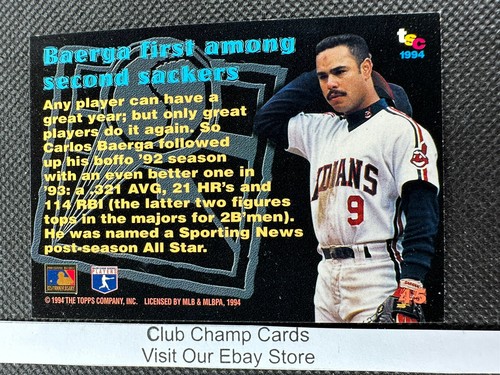 Baerga first among
second sackers
tsc
1994
Any player can have a
great year; but only great
players do it again. So
Carlos Baerga followed
up his boffo '92 season
with an even better one in
'93: a .321 AVG, 21 HR's and
114 RBI (the latter two figures
tops in the majors for 2B'men).
He was named a Sporting News
post-season All Star.
INDIANS
9
PLAYERS
45
© 1994 THE TOPPS COMPANY, INC. LICENSED BY MLB & MLBPA, 1994
Club Champ Cards
Visit Our Ebay Store